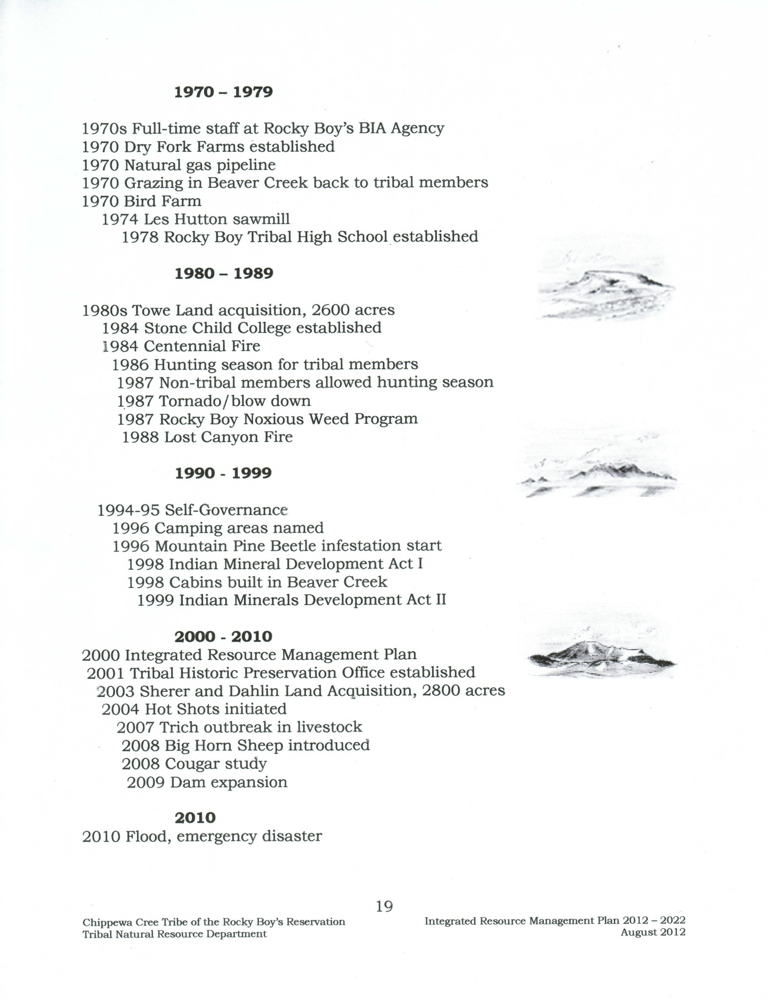 1970 – 1979
1970s Full-time staff at Rocky Boy's BIA Agency
1970 Dry Fork Farms established
1970 Natural gas pipeline
1970 Grazing in Beaver Creek back to tribal members
1970 Bird Farm
1974 Les Hutton sawmill
1978 Rocky Boy Tribal High School established
1980 – 1989
1980s Towe Land acquisition, 2600 acres
1984 Stone Child College established
1984 Centennial Fire
1986 Hunting season for tribal members
1987 Non-tribal members allowed hunting season
1987 Tornado/blow down
1987 Rocky Boy Noxious Weed Program
1988 Lost Canyon Fire
1990 - 1999
1994-95 Self-Governance
1996 Camping areas named
1996 Mountain Pine Beetle infestation start
1998 Indian Mineral Development Act I
1998 Cabins built in Beaver Creek
1999 Indian Minerals Development Act II
2000 - 2010
2000 Integrated Resource Management Plan
2001 Tribal Historic Preservation Office established
2003 Sherer and Dahlin Land Acquisition, 2800 acres
2004 Hot Shots initiated
2007 Trich outbreak in livestock
2008 Big Horn Sheep introduced
2008 Cougar study
2009 Dam expansion
2010
2010 Flood, emergency disaster
19
Chippewa Cree Tribe of the Rocky Boy's Reservation
Tribal Natural Resource Department
Integrated Resource Management Plan 2012 – 2022
August 2012